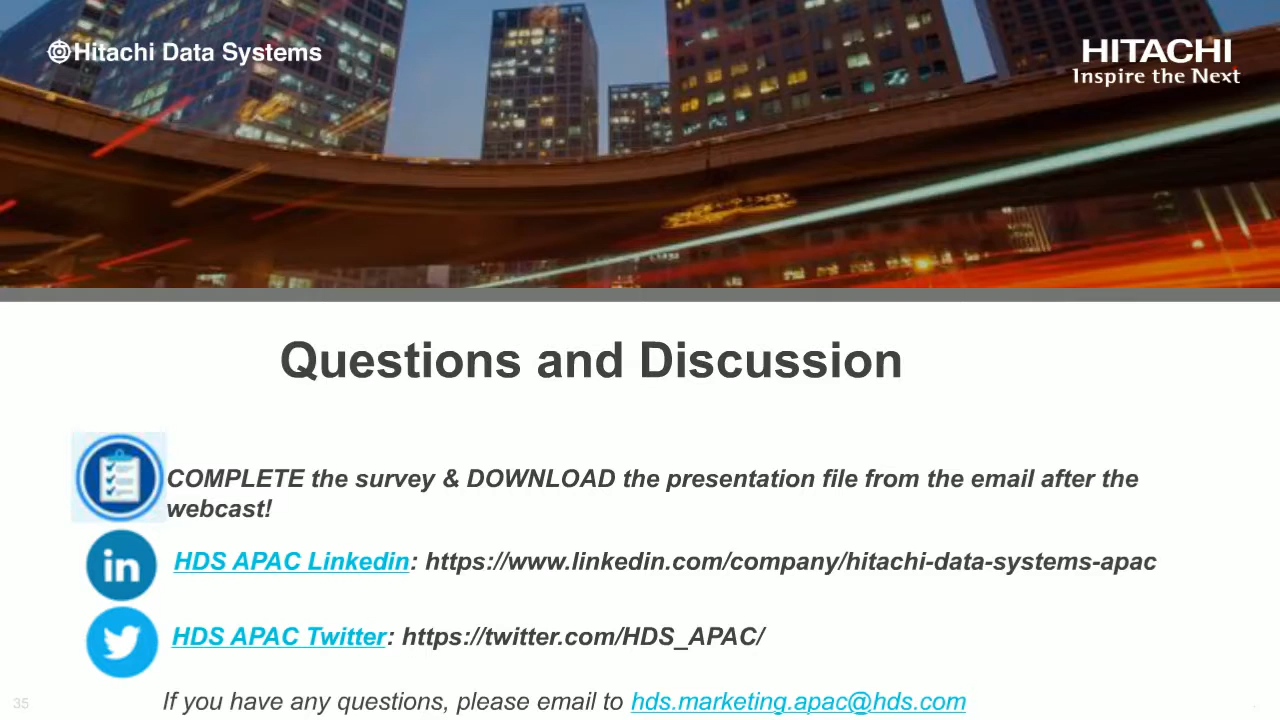 Hitachi Data Systems
HITACHI
Inspire the Next
Questions and Discussion
COMPLETE the survey & DOWNLOAD the presentation file from the email after the
webcast!
in
HDS APAC Linkedin: https://www.linkedin.com/company/hitachi-data-systems-apac
HDS APAC Twitter: https://twitter.com/HDS_APAC/
If you have any questions, please email to hds.marketing.apac@hds.com
35